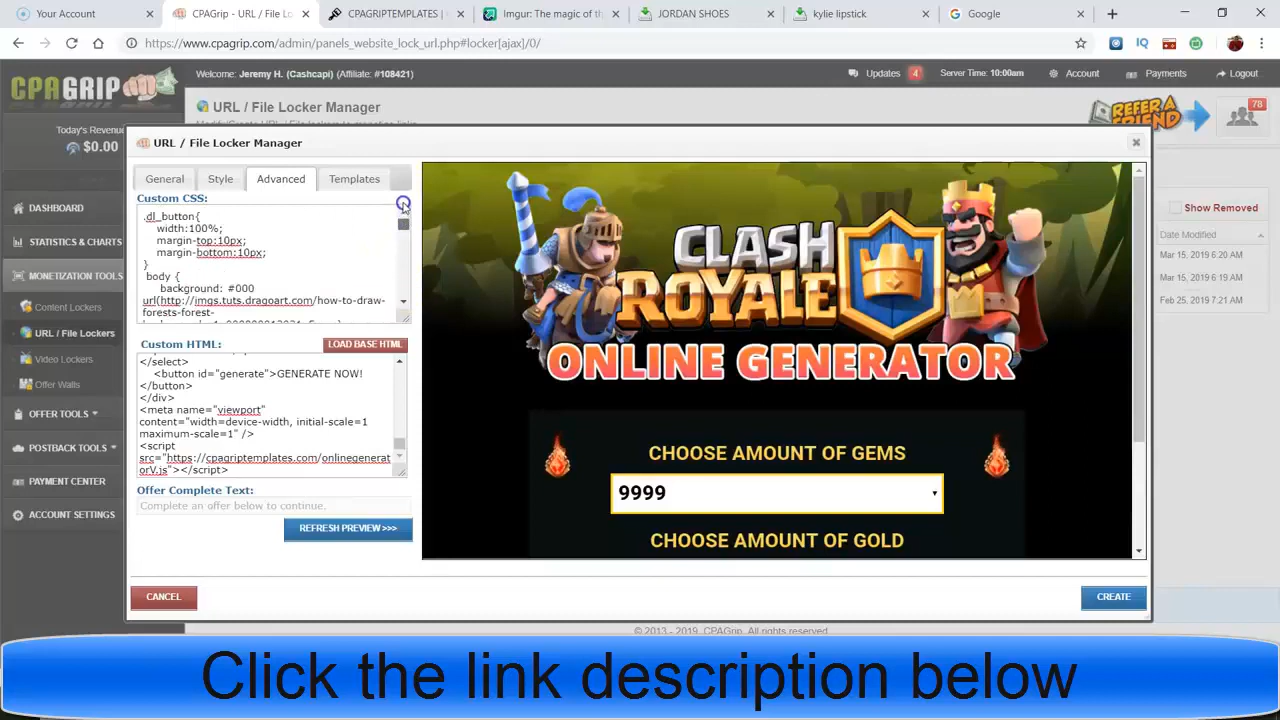 Your Account
CPAGrip - URL / File Lo
CPAGRIPTEMPLATES |
Imgur: The magic of th
JORDAN SHOES
kylie lipstick
Google
https://www.cpagrip.com/admin/panels_website_lock_url.php#locker[ajax]/0/
CPAGRIP
Welcome: Jeremy H. (Cashcapi) (Affiliate: #108421)
Updates 4
Server Time: 10:00am
Account
Payments
Logout
URL / File Locker Manager
REFER A FRIEND
78
Today's Revenue
$0.00
URL / File Locker Manager
General
Style
Advanced
Templates
Custom CSS:
.dl_button{
width:100%;
margin-top:10px;
margin-bottom:10px;
}
body {
background: #000
url(http://imgs.tuts.dragoart.com/how-to-draw-
forests-forest-
Custom HTML:
LOAD BASE HTML
</select>
<button id="generate">GENERATE NOW!
</button>
</div>
<meta name="viewport"
content="width=device-width, initial-scale=1
maximum-scale=1" />
<script
src="https://cpagriptemplates.com/onlinegenerat
orV.js"></script>
Offer Complete Text:
Complete an offer below to continue.
REFRESH PREVIEW >>>
CLASH
ROYALE
ONLINE GENERATOR
CHOOSE AMOUNT OF GEMS
9999
CHOOSE AMOUNT OF GOLD
CANCEL
CREATE
DASHBOARD
STATISTICS & CHARTS
MONETIZATION TOOLS
Content Lockers
URL / File Lockers
Video Lockers
Offer Walls
OFFER TOOLS
POSTBACK TOOLS
PAYMENT CENTER
ACCOUNT SETTINGS
Show Removed
Date Modified
Mar 15, 2019 6:20 AM
Mar 15, 2019 6:19 AM
Feb 25, 2019 7:21 AM
© 2013 - 2019, CPAGrip. All rights reserved
Click the link description below